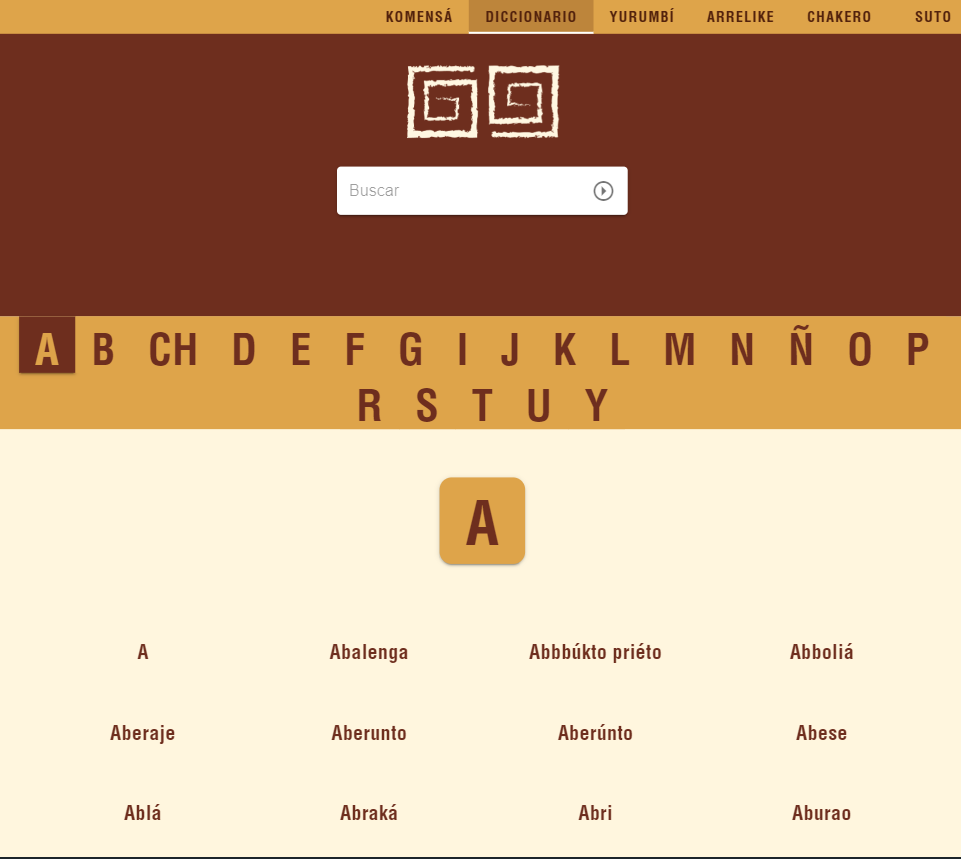 KOMENSÁ DICCIONARIO YURUMBÍ ARRELIKE CHAKERO SUTO
Buscar
A B CH D E F G I J K L M N Ñ O P
R S T U Y
A
A Abalenga Abbbúkto priéto Abboliá
Aberaje Aberunto Aberúnto Abese
Ablá Abraká Abri Aburao